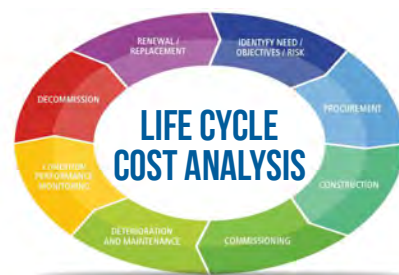 RENEWAL /
REPLACEMENT
IDENTYFY NEED /
OBJECTIVES / RISK
DECOMMISSION
PROCUREMENT
LIFE CYCLE
COST ANALYSIS
CONDITION
PERFORMANCE
MONITORING
CONSTRUCTION
DETERIORATION
AND MAINTENANCE
COMMISSIONING